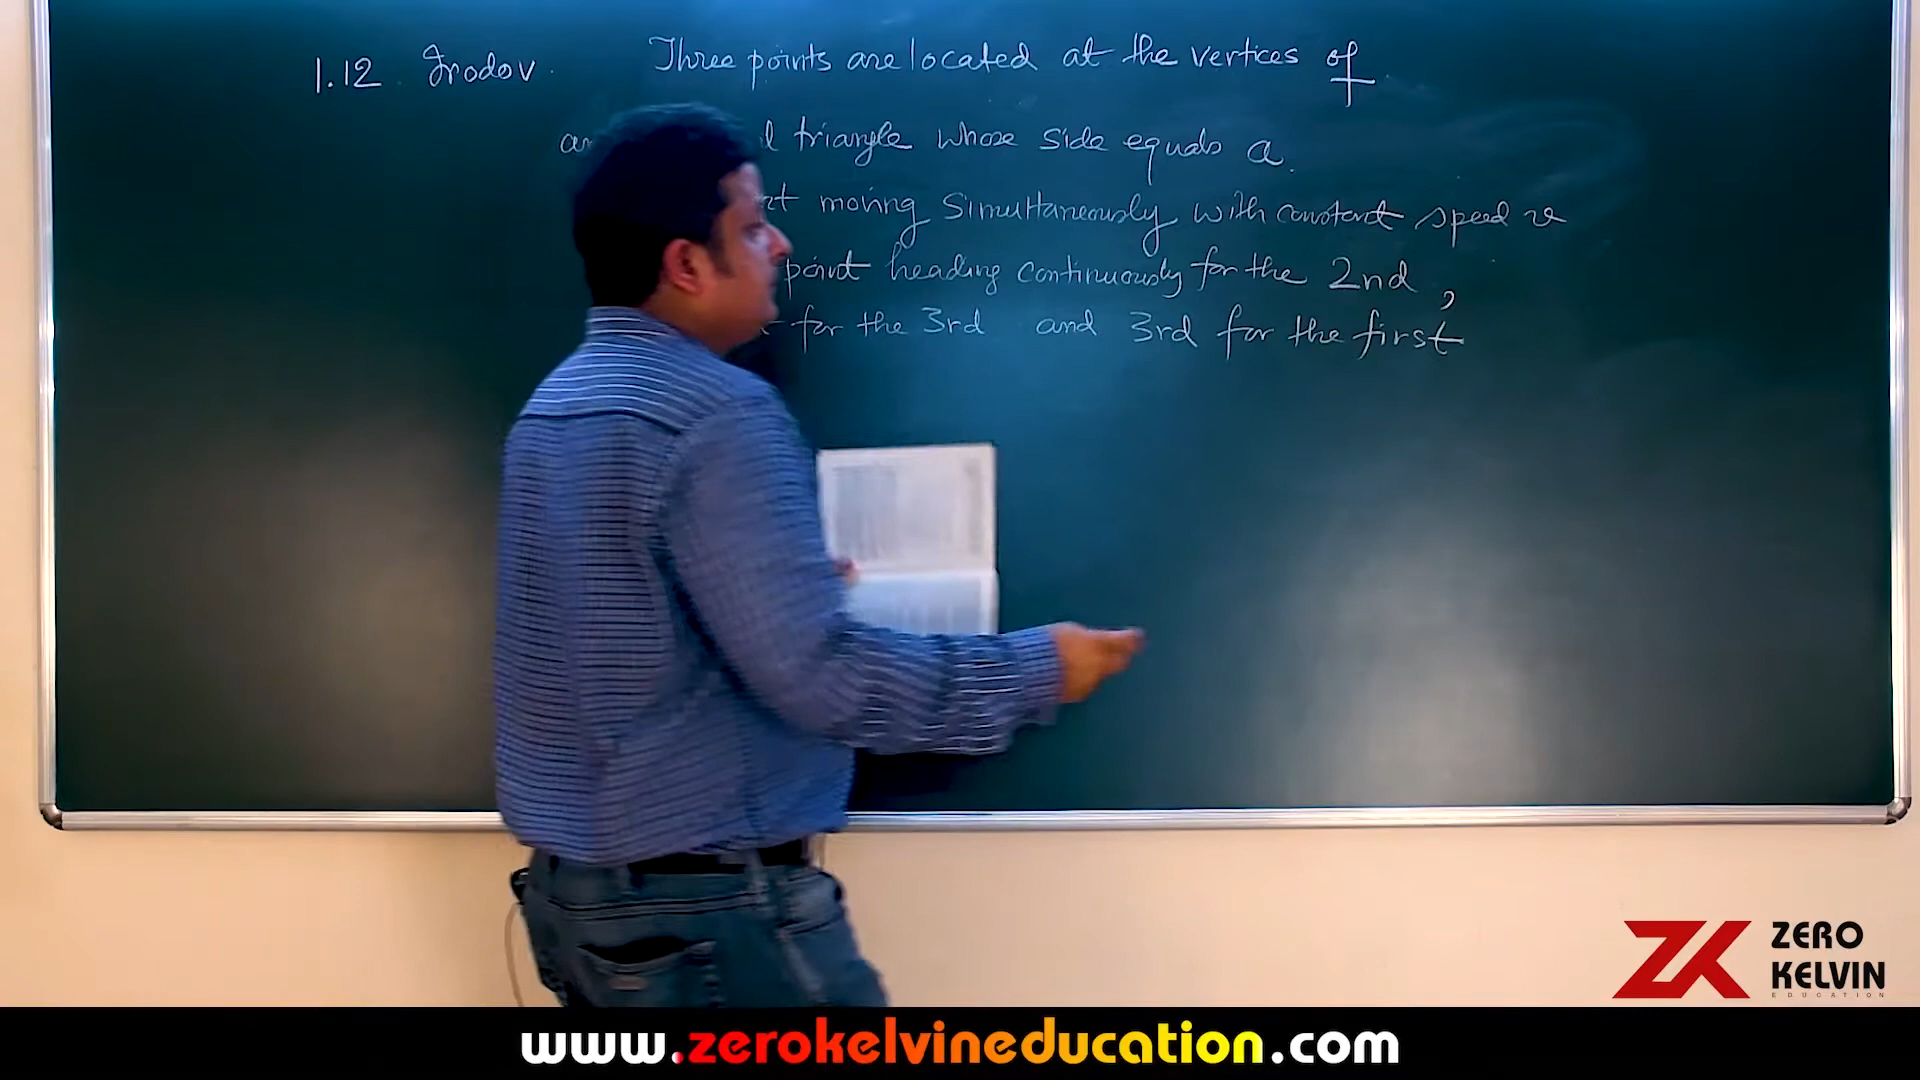 1.12 Irodov. Three points are located at the vertices of
triangle whose side equals a.
moving simultaneously with constant speed v
point heading continuously for the 2nd,
for the 3rd and 3rd for the first
ZK ZERO
KELVIN
EDUCATION
www.zerokelvineducation.com